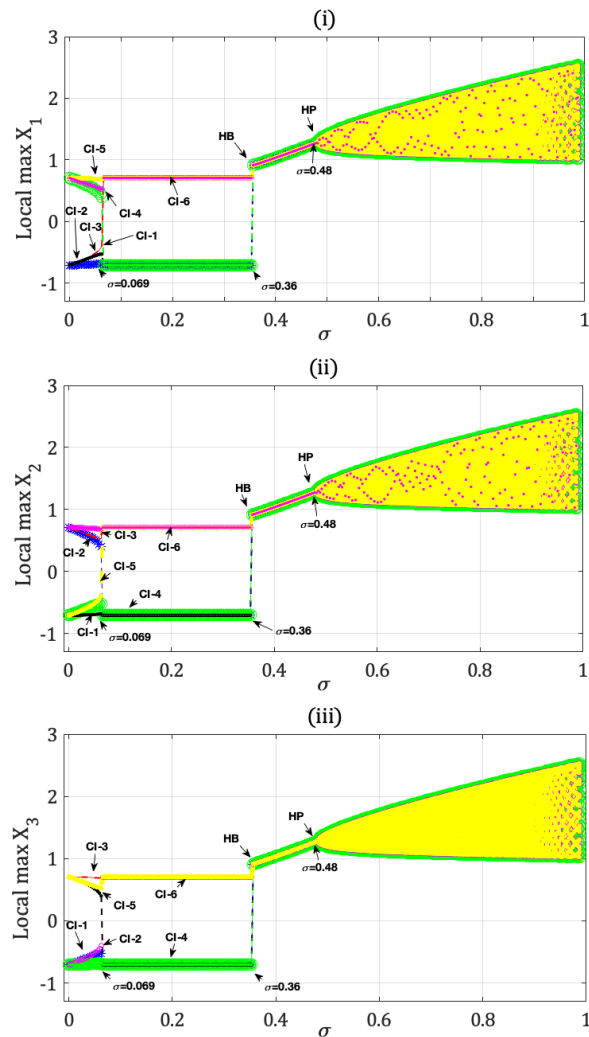 (i)
3
2
1
0
-1
Local max X1
HB
HP
CI-5
CI-4
CI-6
σ=0.48
CI-2
CI-3
CI-1
σ=0.069
σ=0.36
0 0.2 0.4 0.6 0.8 1
σ
(ii)
3
2
1
0
-1
Local max X2
HB
HP
σ=0.48
CI-3
CI-2
CI-6
CI-5
CI-4
CI-1
σ=0.069
σ=0.36
0 0.2 0.4 0.6 0.8 1
σ
(iii)
3
2
1
0
-1
Local max X3
HP
HB
CI-3
σ=0.48
CI-5
CI-6
CI-1
CI-2
CI-4
σ=0.069
σ=0.36
0 0.2 0.4 0.6 0.8 1
σ